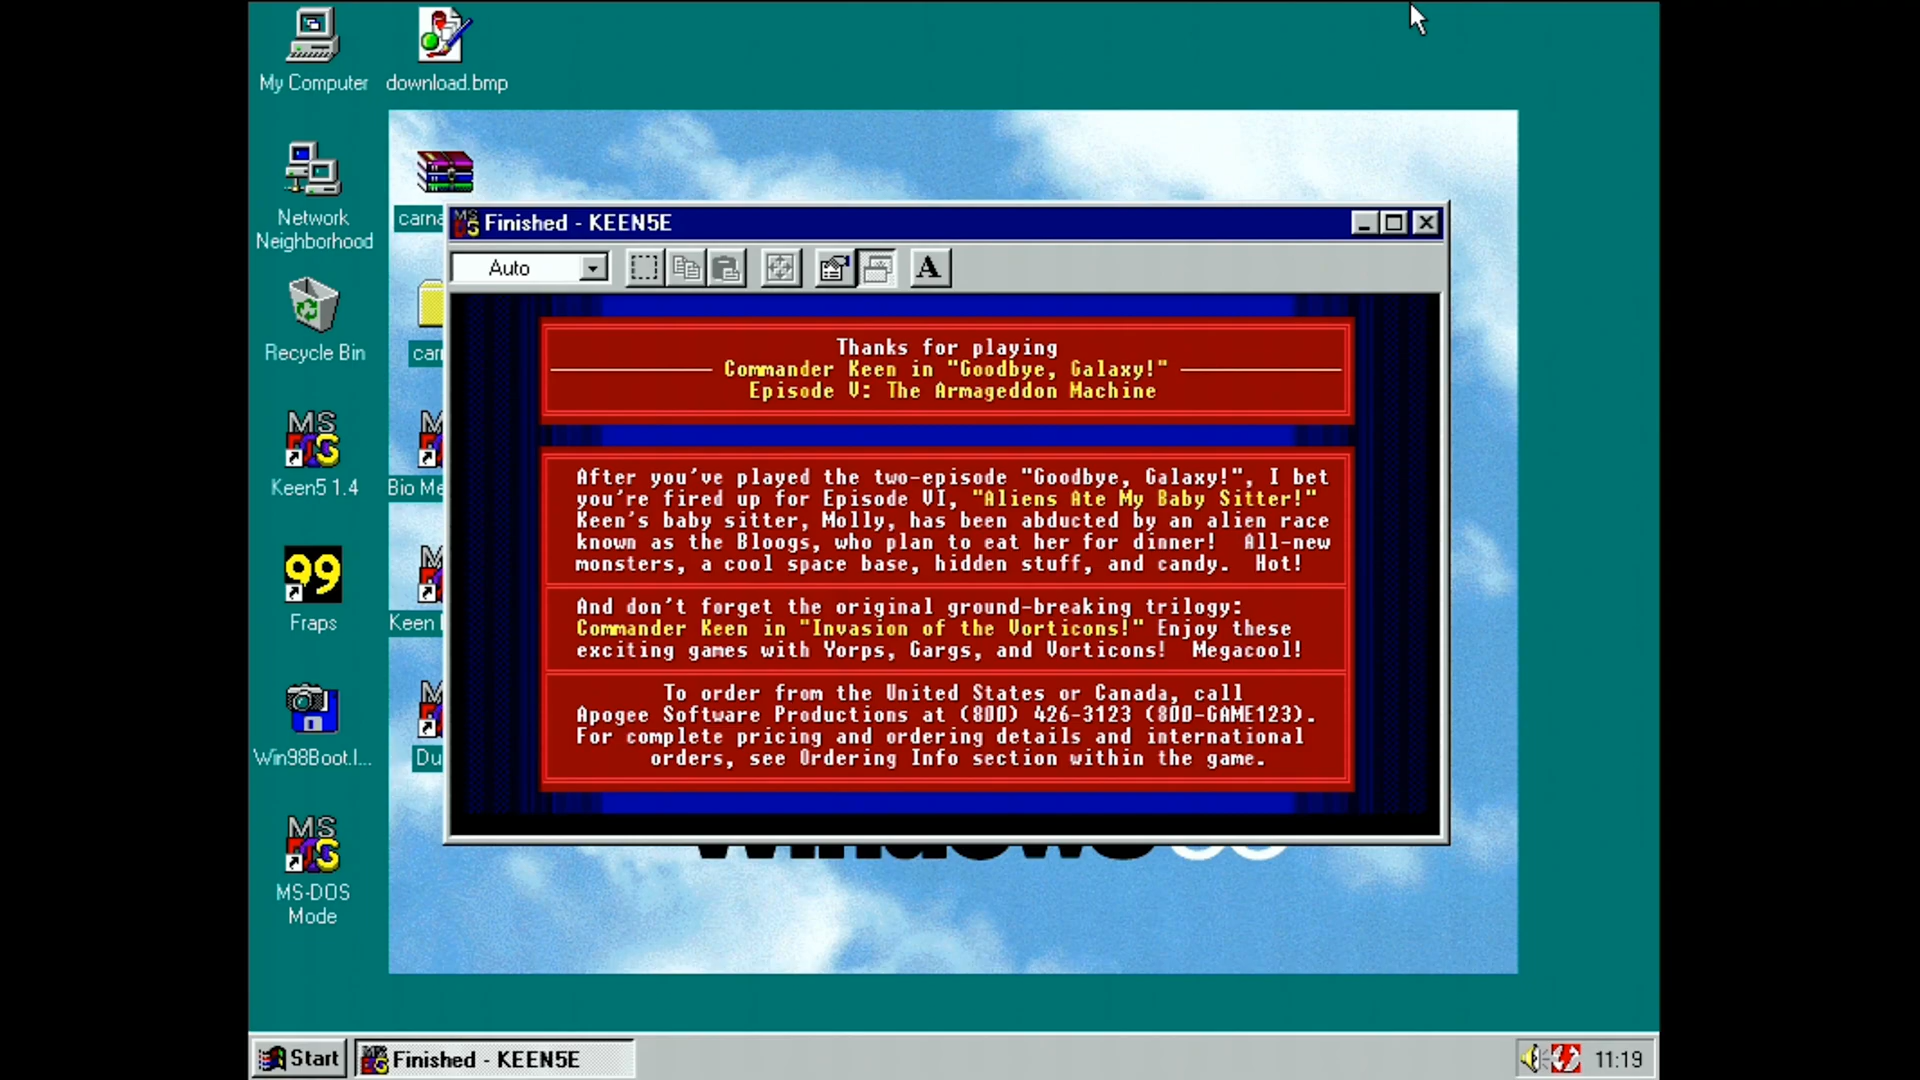 My Computer
download.bmp
Network
Neighborhood
Recycle Bin
Keen5 1.4
Fraps
Win98Boot.I...
MS-DOS
Mode
carna
car
Bio Me
Keen
Du
Finished - KEEN5E
Auto
A
Thanks for playing
Commander Keen in "Goodbye, Galaxy!"
Episode V: The Armageddon Machine
After you've played the two-episode "Goodbye, Galaxy!", I bet
you're fired up for Episode VI, "Aliens Ate My Baby Sitter!"
Keen's baby sitter, Molly, has been abducted by an alien race
known as the Bloogs, who plan to eat her for dinner!  All-new
monsters, a cool space base, hidden stuff, and candy.  Hot!
And don't forget the original ground-breaking trilogy:
Commander Keen in "Invasion of the Vorticons!" Enjoy these
exciting games with Yorps, Gargs, and Vorticons!  Megacool!
To order from the United States or Canada, call
Apogee Software Productions at (800) 426-3123 (800-GAME123).
For complete pricing and ordering details and international
orders, see Ordering Info section within the game.
Start
Finished - KEEN5E
11:19